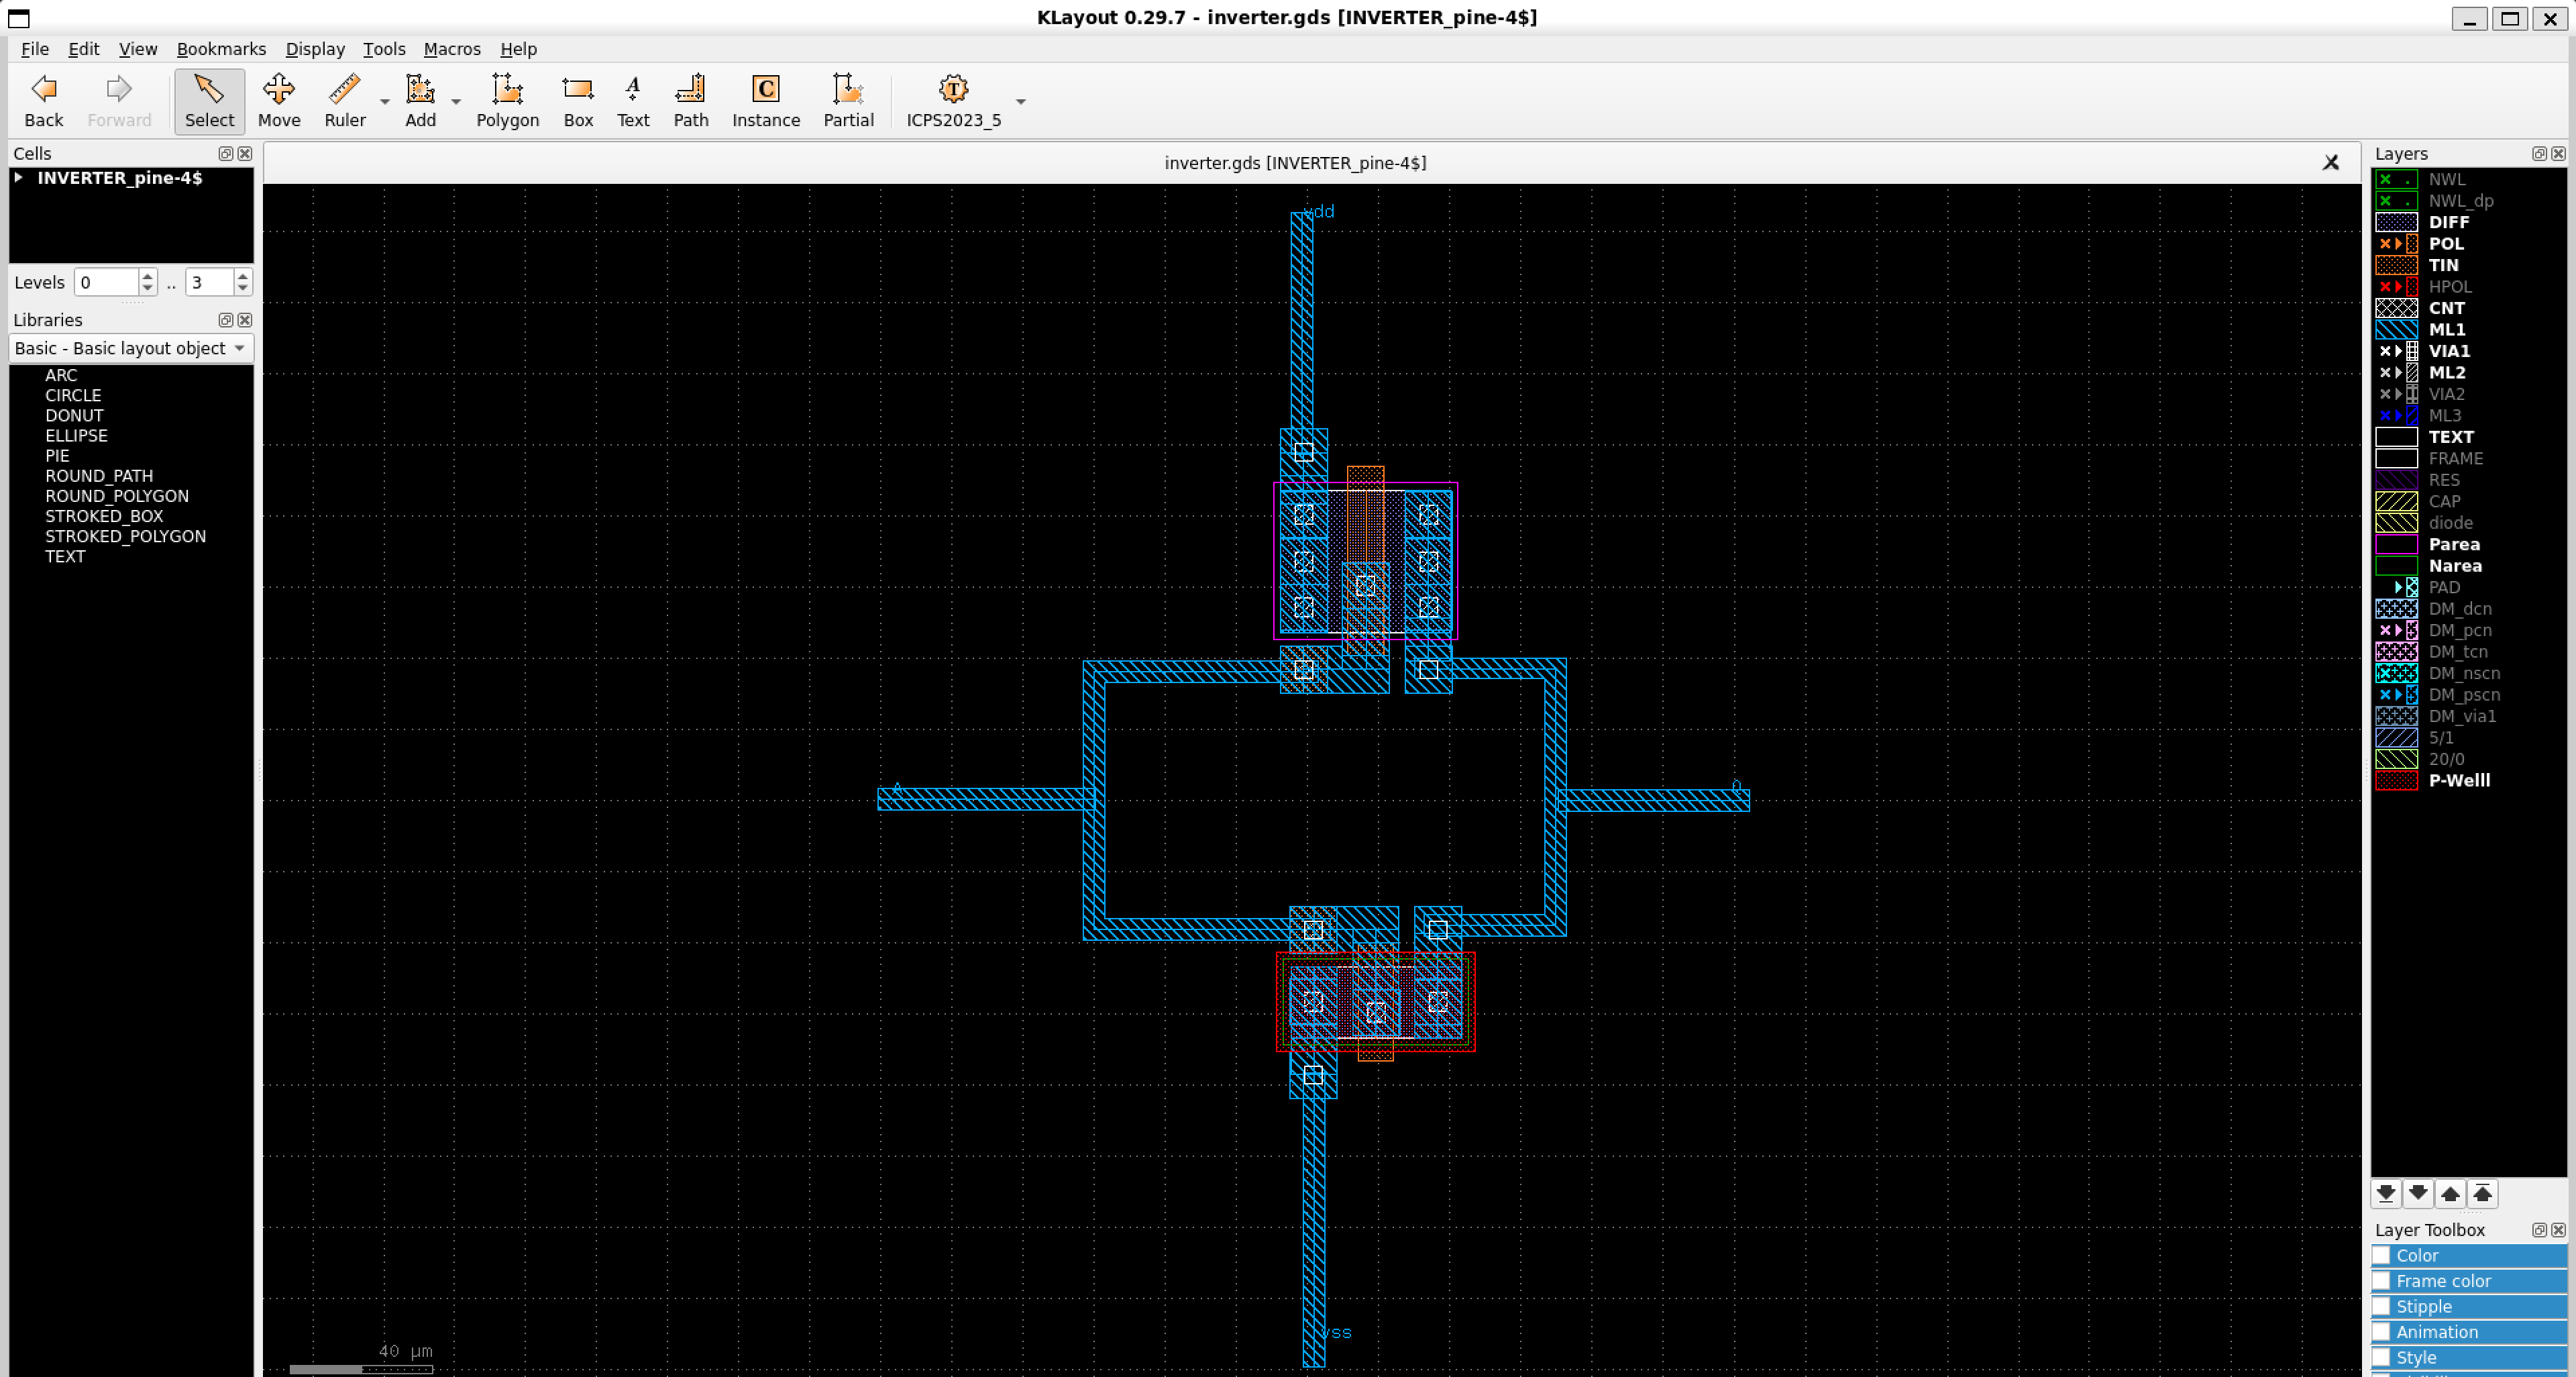 KLayout 0.29.7 - inverter.gds [INVERTER_pine-4$]
File Edit View Bookmarks Display Tools Macros Help
Back Forward Select Move Ruler Add Polygon Box Text Path Instance Partial ICPS2023_5
Cells
INVERTER_pine-4$
Levels 0 .. 3
Libraries
Basic - Basic layout object
ARC
CIRCLE
DONUT
ELLIPSE
PIE
ROUND_PATH
ROUND_POLYGON
STROKED_BOX
STROKED_POLYGON
TEXT
inverter.gds [INVERTER_pine-4$]
vdd
A
vss
40 µm
Layers
NWL
NWL_dp
DIFF
POL
TIN
HPOL
CNT
ML1
VIA1
ML2
VIA2
ML3
TEXT
FRAME
RES
CAP
diode
Parea
Narea
PAD
DM_dcn
DM_pcn
DM_tcn
DM_nscn
DM_pscn
DM_via1
5/1
20/0
P-Welll
Layer Toolbox
Color
Frame color
Stipple
Animation
Style